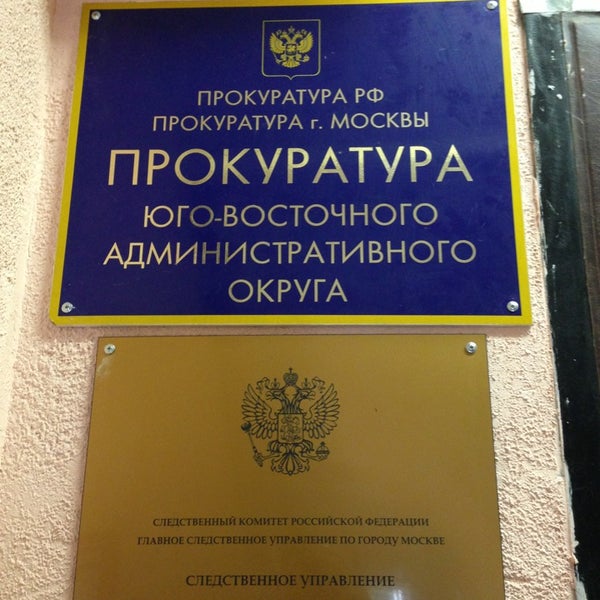 ПРОКУРАТУРА РФ
ПРОКУРАТУРА г. МОСКВЫ
ПРОКУРАТУРА
ЮГО-ВОСТОЧНОГО
АДМИНИСТРАТИВНОГО
ОКРУГА
СЛЕДСТВЕННЫЙ КОМИТЕТ РОССИЙСКОЙ ФЕДЕРАЦИИ
ГЛАВНОЕ СЛЕДСТВЕННОЕ УПРАВЛЕНИЕ ПО ГОРОДУ МОСКВЕ
СЛЕДСТВЕННОЕ УПРАВЛЕНИЕ